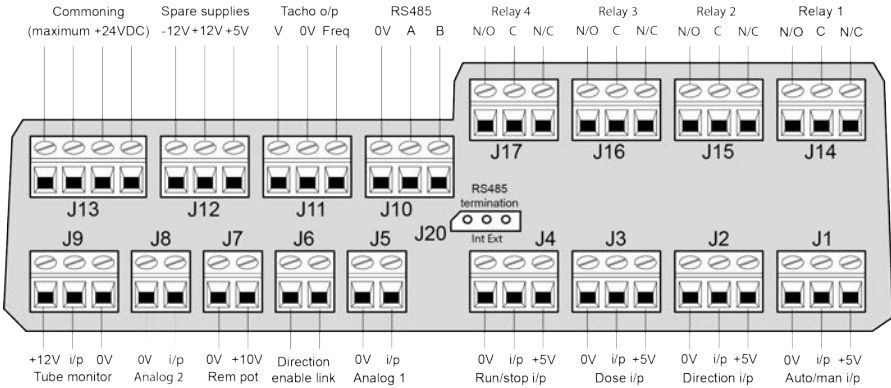 Commoning Spare supplies Tacho o/p RS485 Relay 4 Relay 3 Relay 2 Relay 1
(maximum +24VDC) -12V +12V +5V V 0V Freq 0V A B N/O C N/C N/O C N/C N/O C N/C N/O C N/C
J17 J16 J15 J14
J13 J12 J11 J10
RS485
termination
J20
Int Ext
J9 J8 J7 J6 J5 J4 J3 J2 J1
+12V i/p 0V 0V i/p 0V +10V Direction 0V i/p 0V i/p +5V 0V i/p +5V 0V i/p +5V 0V i/p +5V
Tube monitor Analog 2 Rem pot enable link Analog 1 Run/stop i/p Dose i/p Direction i/p Auto/man i/p